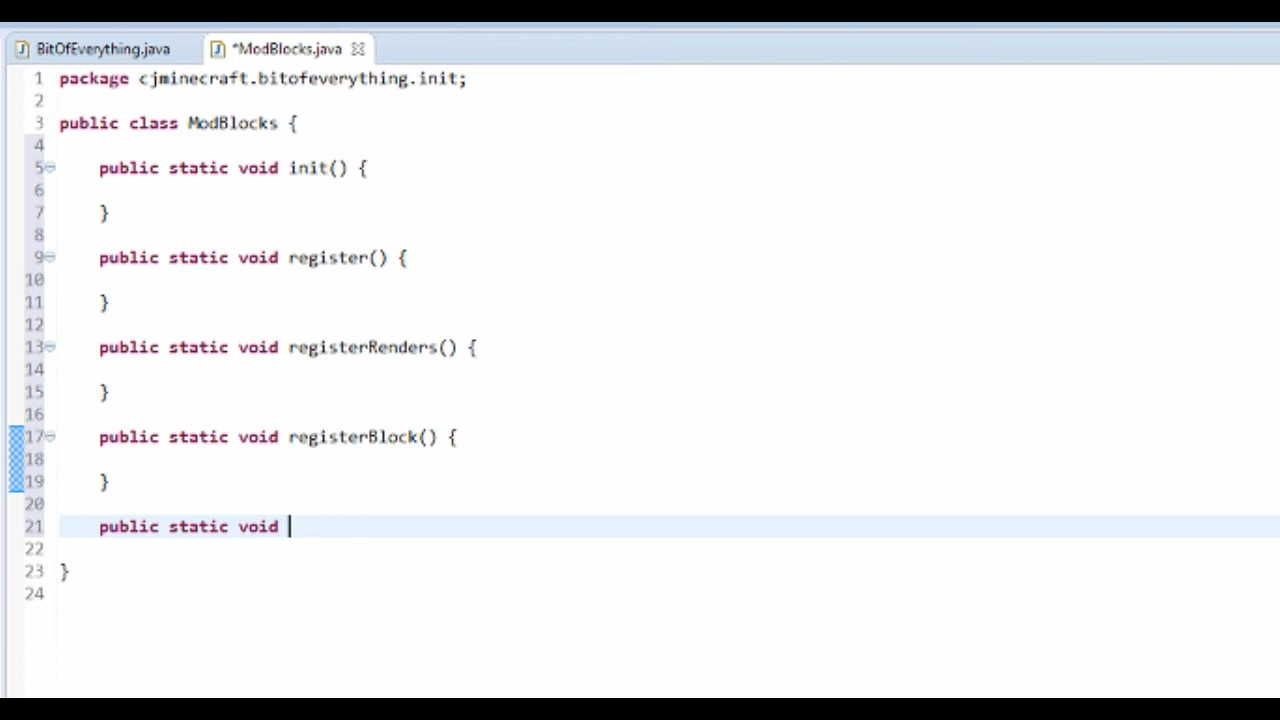 BitOfEverything.java
*ModBlocks.java
1 package cjminecraft.bitofeverything.init;
2
3 public class ModBlocks {
4
5 public static void init() {
6
7 }
8
9 public static void register() {
10
11 }
12
13 public static void registerRenders() {
14
15 }
16
17 public static void registerBlock() {
18
19 }
20
21 public static void
22
23 }
24